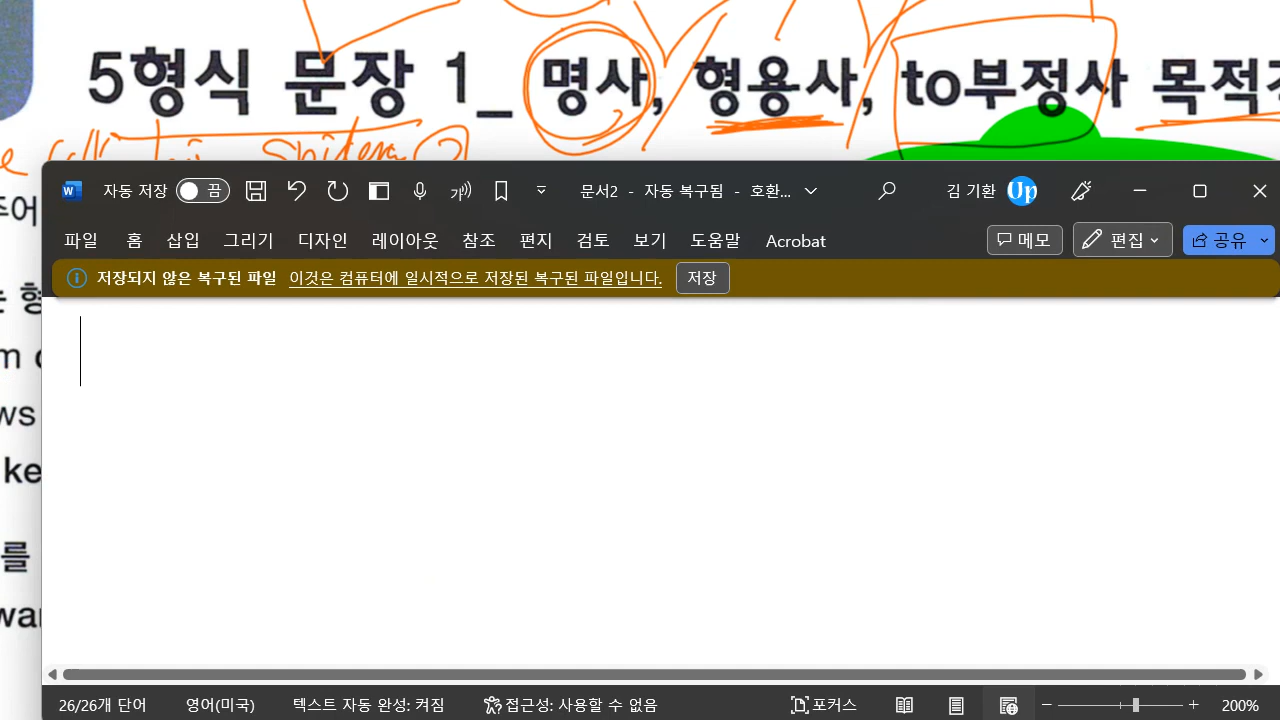 5형식 문장 1_ 명사, 형용사, to부정사 목적격
자동 저장 끔 문서2 - 자동 복구됨 - 호환... 김 기환 Up
파일 홈 삽입 그리기 디자인 레이아웃 참조 편지 검토 보기 도움말 Acrobat 메모 편집 공유
저장되지 않은 복구된 파일 이것은 컴퓨터에 일시적으로 저장된 복구된 파일입니다. 저장
를
26/26개 단어 영어(미국) 텍스트 자동 완성: 켜짐 접근성: 사용할 수 없음 포커스 200%